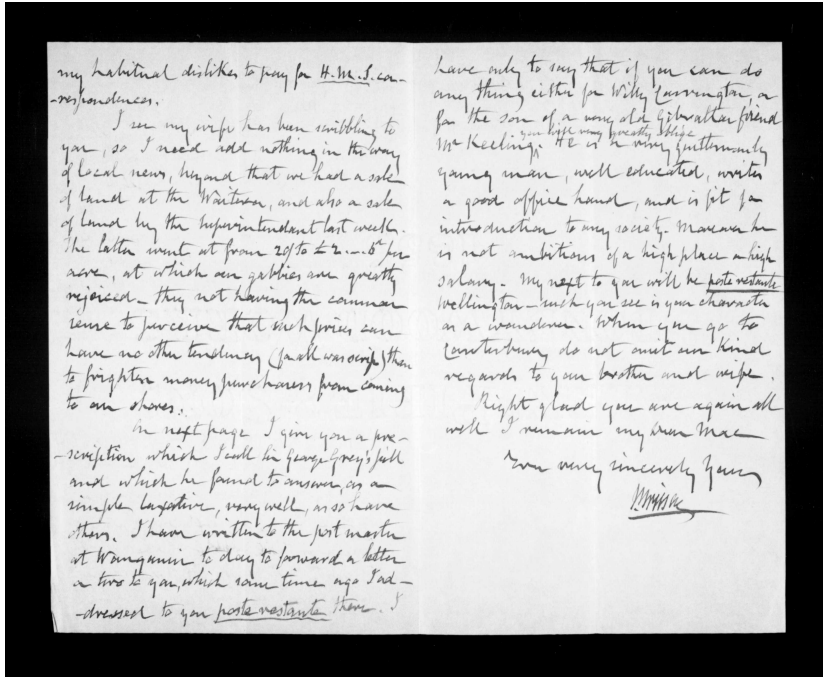 my habitual dislikes to pay for H.M.S. cor-
-respondences.
I see my wife has been scribbling to
you, so I need add nothing in the way
of local news, beyond that we had a sale
of land at the Waitara, and also a sale
of land by the Superintendant last week.
The latter went at from 20/ to £2.-.6d per
acre, at which our gabbies are greatly
rejoiced - they not having the common
sense to perceive that such prices can
have no other tendency (for all was scrip) than
to frighten money purchasers from coming
to our shores.
On next page I give you a pre-
-scription which I call Sir George Grey's pill
and which he found to answer, as a
simple laxative, very well, as so have
others. I have written to the post master
at Wanganui to day to forward a letter
or two to you, which some time ago I ad-
-dressed to you poste restante there. I
have only to say that if you can do
any thing either for Willy Carrington, or
for the son of a very old Gibraltar friend
you will very greatly oblige
Mr Keeling. He is a very gentlemanly
young man, well educated, writes
a good office hand, and is fit for
introduction to any society. Moreover he
is not ambitious of a high place or high
salary. My next to you will be poste restante
Wellington - such you see is your character
as a wanderer. When you go to
Canterbury do not omit our kind
regards to your brother and wife.
Right glad you are again all
well I remain my dear Mac
Ever very sincerely Yours